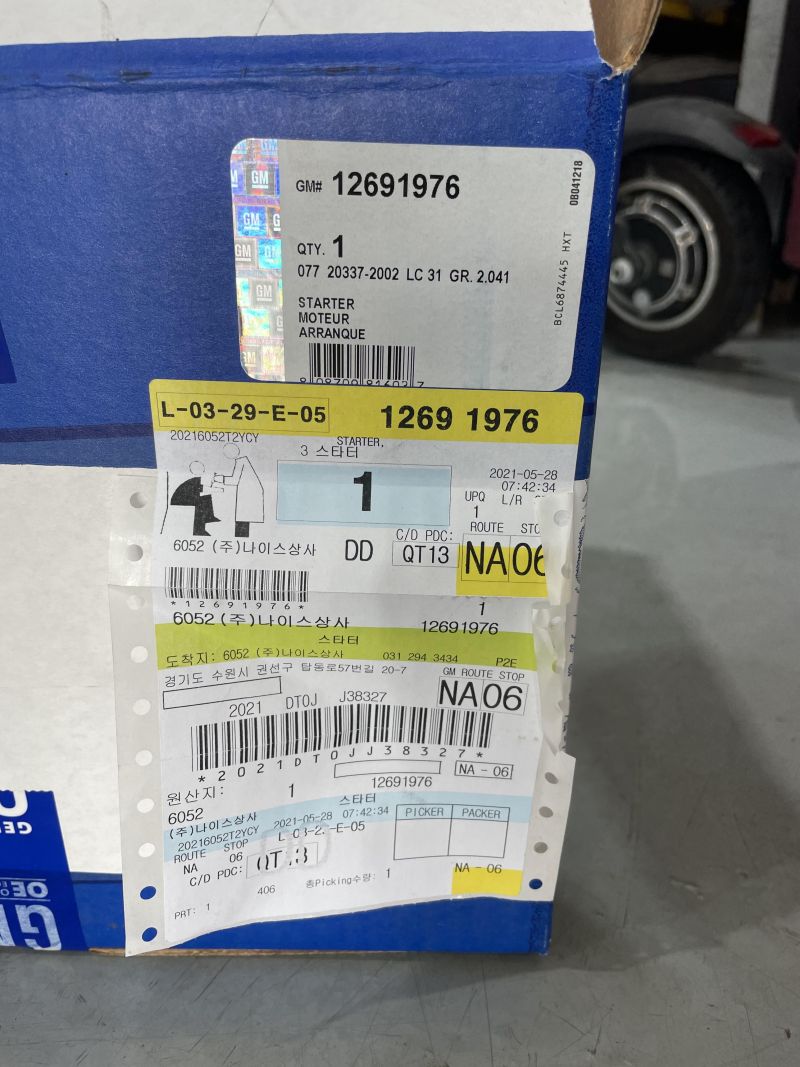 GM# 12691976
08041218
QTY. 1
077 20337-2002 LC 31 GR. 2.041
BCL6874445 HXT
STARTER
MOTEUR
ARRANQUE
GM
L-03-29-E-05 1269 1976
20216052T2YCY STARTER,
3 스타터
1
2021-05-28
07:42:34
UPQ L/R
1
ROUTE
C/D PDC:
6052 (주)나이스상사 DD QT13 NA 06
*12691976*
1
6052 (주)나이스상사 12691976
스타터
도착지: 6052 (주)나이스상사 031 294 3434 P2E
경기도 수원시 권선구 탑동로57번길 20-7
GM ROUTE STOP
NA 06
2021 DT0J J38327
*2021DT0JJ38327*
NA - 06
원산지: 1 12691976
6052 스타터
(주)나이스상사 2021-05-28 07:42:34
20216052T2YCY
ROUTE STOP
NA 06
C/D PDC: QT13
PICKER PACKER
NA - 06
406 총Picking수량: 1
PRT: 1